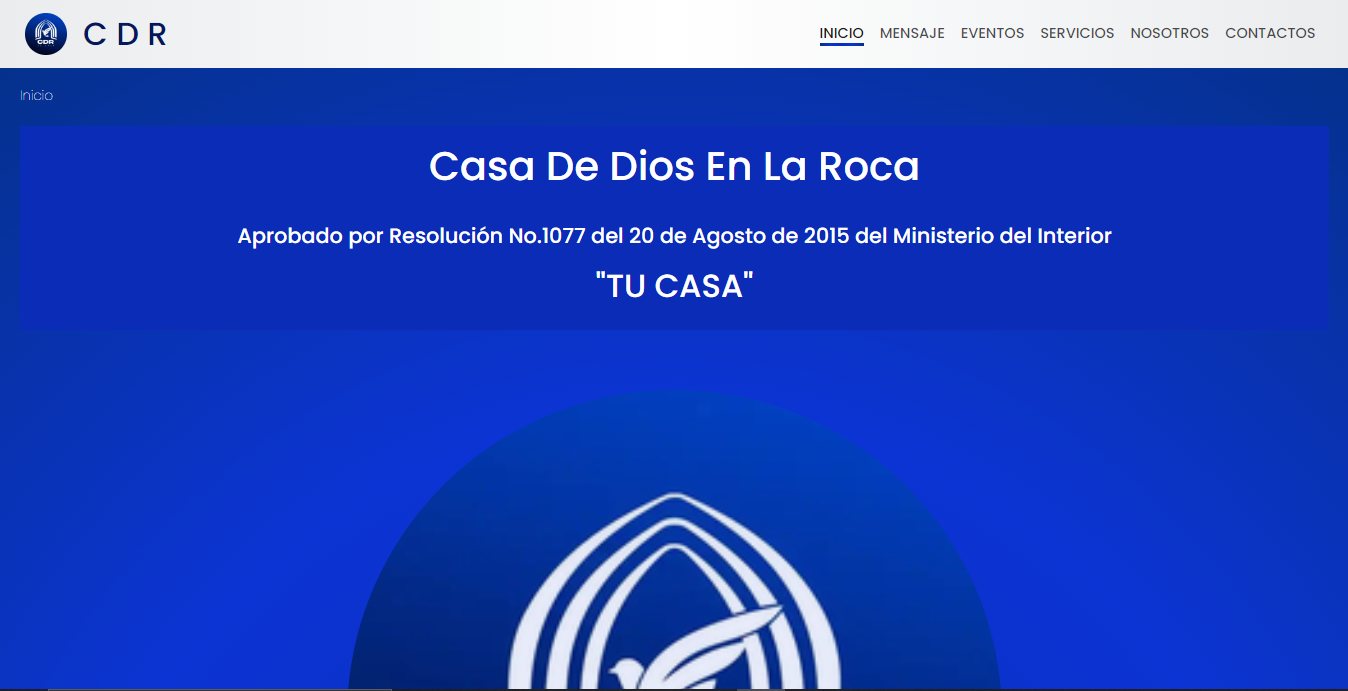 CDR
C D R
INICIO MENSAJE EVENTOS SERVICIOS NOSOTROS CONTACTOS
Inicio
Casa De Dios En La Roca
Aprobado por Resolución No.1077 del 20 de Agosto de 2015 del Ministerio del Interior
"TU CASA"